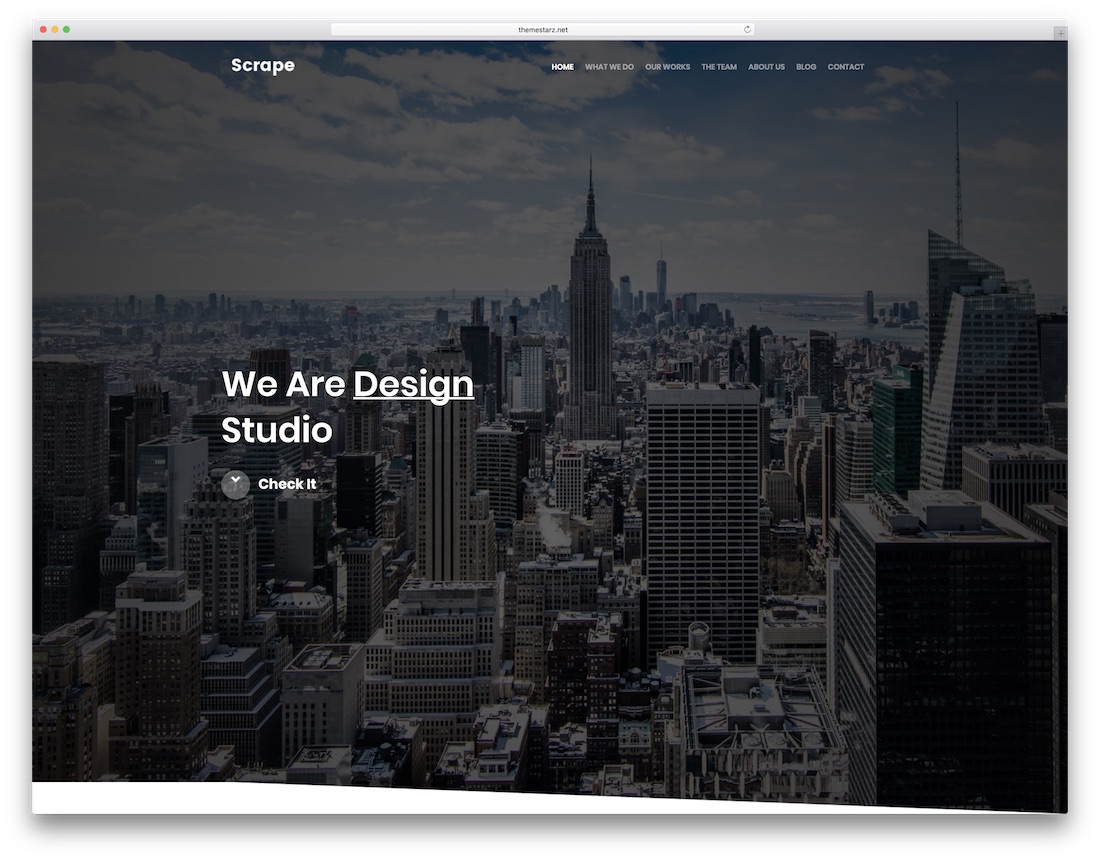 themestarz.net
Scrape
HOME WHAT WE DO OUR WORKS THE TEAM ABOUT US BLOG CONTACT
We Are Design
Studio
Check It